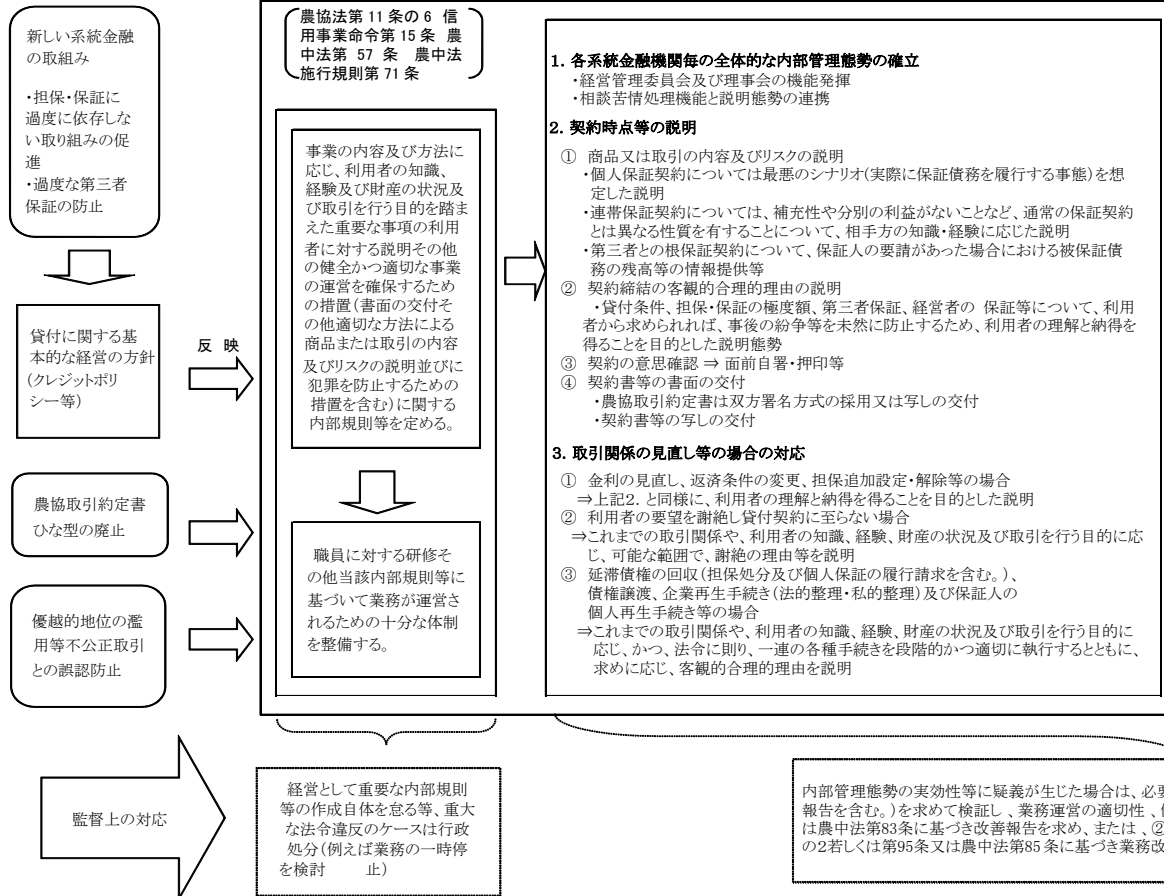 新しい系統金融
の取組み
・担保・保証に
過度に依存しな
い取り組みの促
進
・過度な第三者
保証の防止
貸付に関する基
本的な経営の方針
(クレジットポリ
シー等)
反 映
農協取引約定書
ひな型の廃止
優越的地位の濫
用等不公正取引
との誤認防止
監督上の対応
農協法第11条の6 信
用事業命令第15条 農
中法第 57 条 農中法
施行規則第71条
事業の内容及び方法に
応じ、利用者の知識、
経験及び財産の状況及
び取引を行う目的を踏ま
えた重要な事項の利用
者に対する説明その他
の健全かつ適切な事業
の運営を確保するため
の措置(書面の交付そ
の他適切な方法による
商品または取引の内容
及びリスクの説明並びに
犯罪を防止するための
措置を含む)に関する
内部規則等を定める。
職員に対する研修そ
の他当該内部規則等に
基づいて業務が運営さ
れるための十分な体制
を整備する。
経営として重要な内部規則
等の作成自体を怠る等、重大
な法令違反のケースは行政
処分(例えば業務の一時停
を検討 止)
1. 各系統金融機関毎の全体的な内部管理態勢の確立
・経営管理委員会及び理事会の機能発揮
・相談苦情処理機能と説明態勢の連携
2. 契約時点等の説明
① 商品又は取引の内容及びリスクの説明
・個人保証契約については最悪のシナリオ(実際に保証債務を履行する事態)を想
定した説明
・連帯保証契約については、補充性や分別の利益がないことなど、通常の保証契約
とは異なる性質を有することについて、相手方の知識・経験に応じた説明
・第三者との根保証契約について、保証人の要請があった場合における被保証債
務の残高等の情報提供等
② 契約締結の客観的合理的理由の説明
・貸付条件、担保・保証の極度額、第三者保証、経営者の 保証等について、利用
者から求められれば、事後の紛争等を未然に防止するため、利用者の理解と納得を
得ることを目的とした説明態勢
③ 契約の意思確認 ⇒ 面前自署・押印等
④ 契約書等の書面の交付
・農協取引約定書は双方署名方式の採用又は写しの交付
・契約書等の写しの交付
3. 取引関係の見直し等の場合の対応
① 金利の見直し、返済条件の変更、担保追加設定・解除等の場合
⇒上記2. と同様に、利用者の理解と納得を得ることを目的とした説明
② 利用者の要望を謝絶し貸付契約に至らない場合
⇒これまでの取引関係や、利用者の知識、経験、財産の状況及び取引を行う目的に応
じ、可能な範囲で、謝絶の理由等を説明
③ 延滞債権の回収(担保処分及び個人保証の履行請求を含む。)、
債権譲渡、企業再生手続き(法的整理・私的整理)及び保証人の
個人再生手続き等の場合
⇒これまでの取引関係や、利用者の知識、経験、財産の状況及び取引を行う目的に
応じ、かつ、法令に則り、一連の各種手続きを段階的かつ適切に執行するとともに、
求めに応じ、客観的合理的理由を説明
内部管理態勢の実効性等に疑義が生じた場合は、必要
報告を含む。)を求めて検証し、業務運営の適切性、
は農中法第83条に基づき改善報告を求め、または、②
の2若しくは第95条又は農中法第85条に基づき業務改